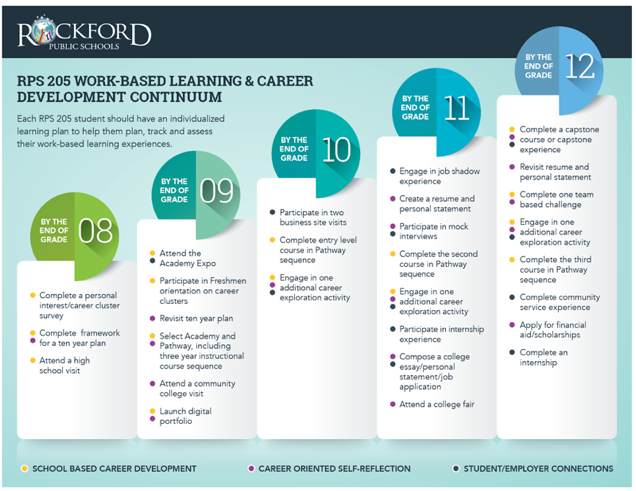 ROCKFORD
PUBLIC SCHOOLS
RPS 205 WORK-BASED LEARNING & CAREER
DEVELOPMENT CONTINUUM
Each RPS 205 student should have an individualized
learning plan to help them plan, track and assess
their work-based learning experiences.
BY THE
END OF
GRADE
08
Complete a personal
interest/career cluster
survey
Complete framework
for a ten year plan
Attend a high
school visit
BY THE
END OF
GRADE
09
Attend the
Academy Expo
Participate in Freshmen
orientation on career
clusters
Revisit ten year plan
Select Academy and
Pathway, including
three year instructional
course sequence
Attend a community
college visit
Launch digital
portfolio
BY THE
END OF
GRADE
10
Participate in two
business site visits
Complete entry level
course in Pathway
sequence
Engage in one
additional career
exploration activity
BY THE
END OF
GRADE
11
Engage in job shadow
experience
Create a resume and
personal statement
Participate in mock
interviews
Complete the second
course in Pathway
sequence
Engage in one
additional career
exploration activity
Participate in internship
experience
Compose a college
essay/personal
statement/job
application
Attend a college fair
BY THE
END OF
GRADE
12
Complete a capstone
course or capstone
experience
Revisit resume and
personal statement
Complete one team
based challenge
Engage in one
additional career
exploration activity
Complete the third
course in Pathway
sequence
Complete community
service experience
Apply for financial
aid/scholarships
Complete an
internship
SCHOOL BASED CAREER DEVELOPMENT
CAREER ORIENTED SELF-REFLECTION
STUDENT/EMPLOYER CONNECTIONS